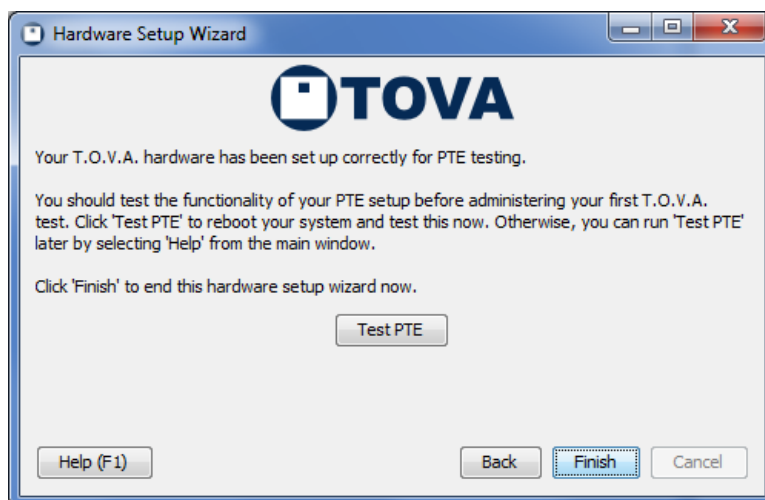 Hardware Setup Wizard
TOVA
Your T.O.V.A. hardware has been set up correctly for PTE testing.
You should test the functionality of your PTE setup before administering your first T.O.V.A.
test. Click 'Test PTE' to reboot your system and test this now. Otherwise, you can run 'Test PTE'
later by selecting 'Help' from the main window.
Click 'Finish' to end this hardware setup wizard now.
Test PTE
Help (F1)
Back
Finish
Cancel